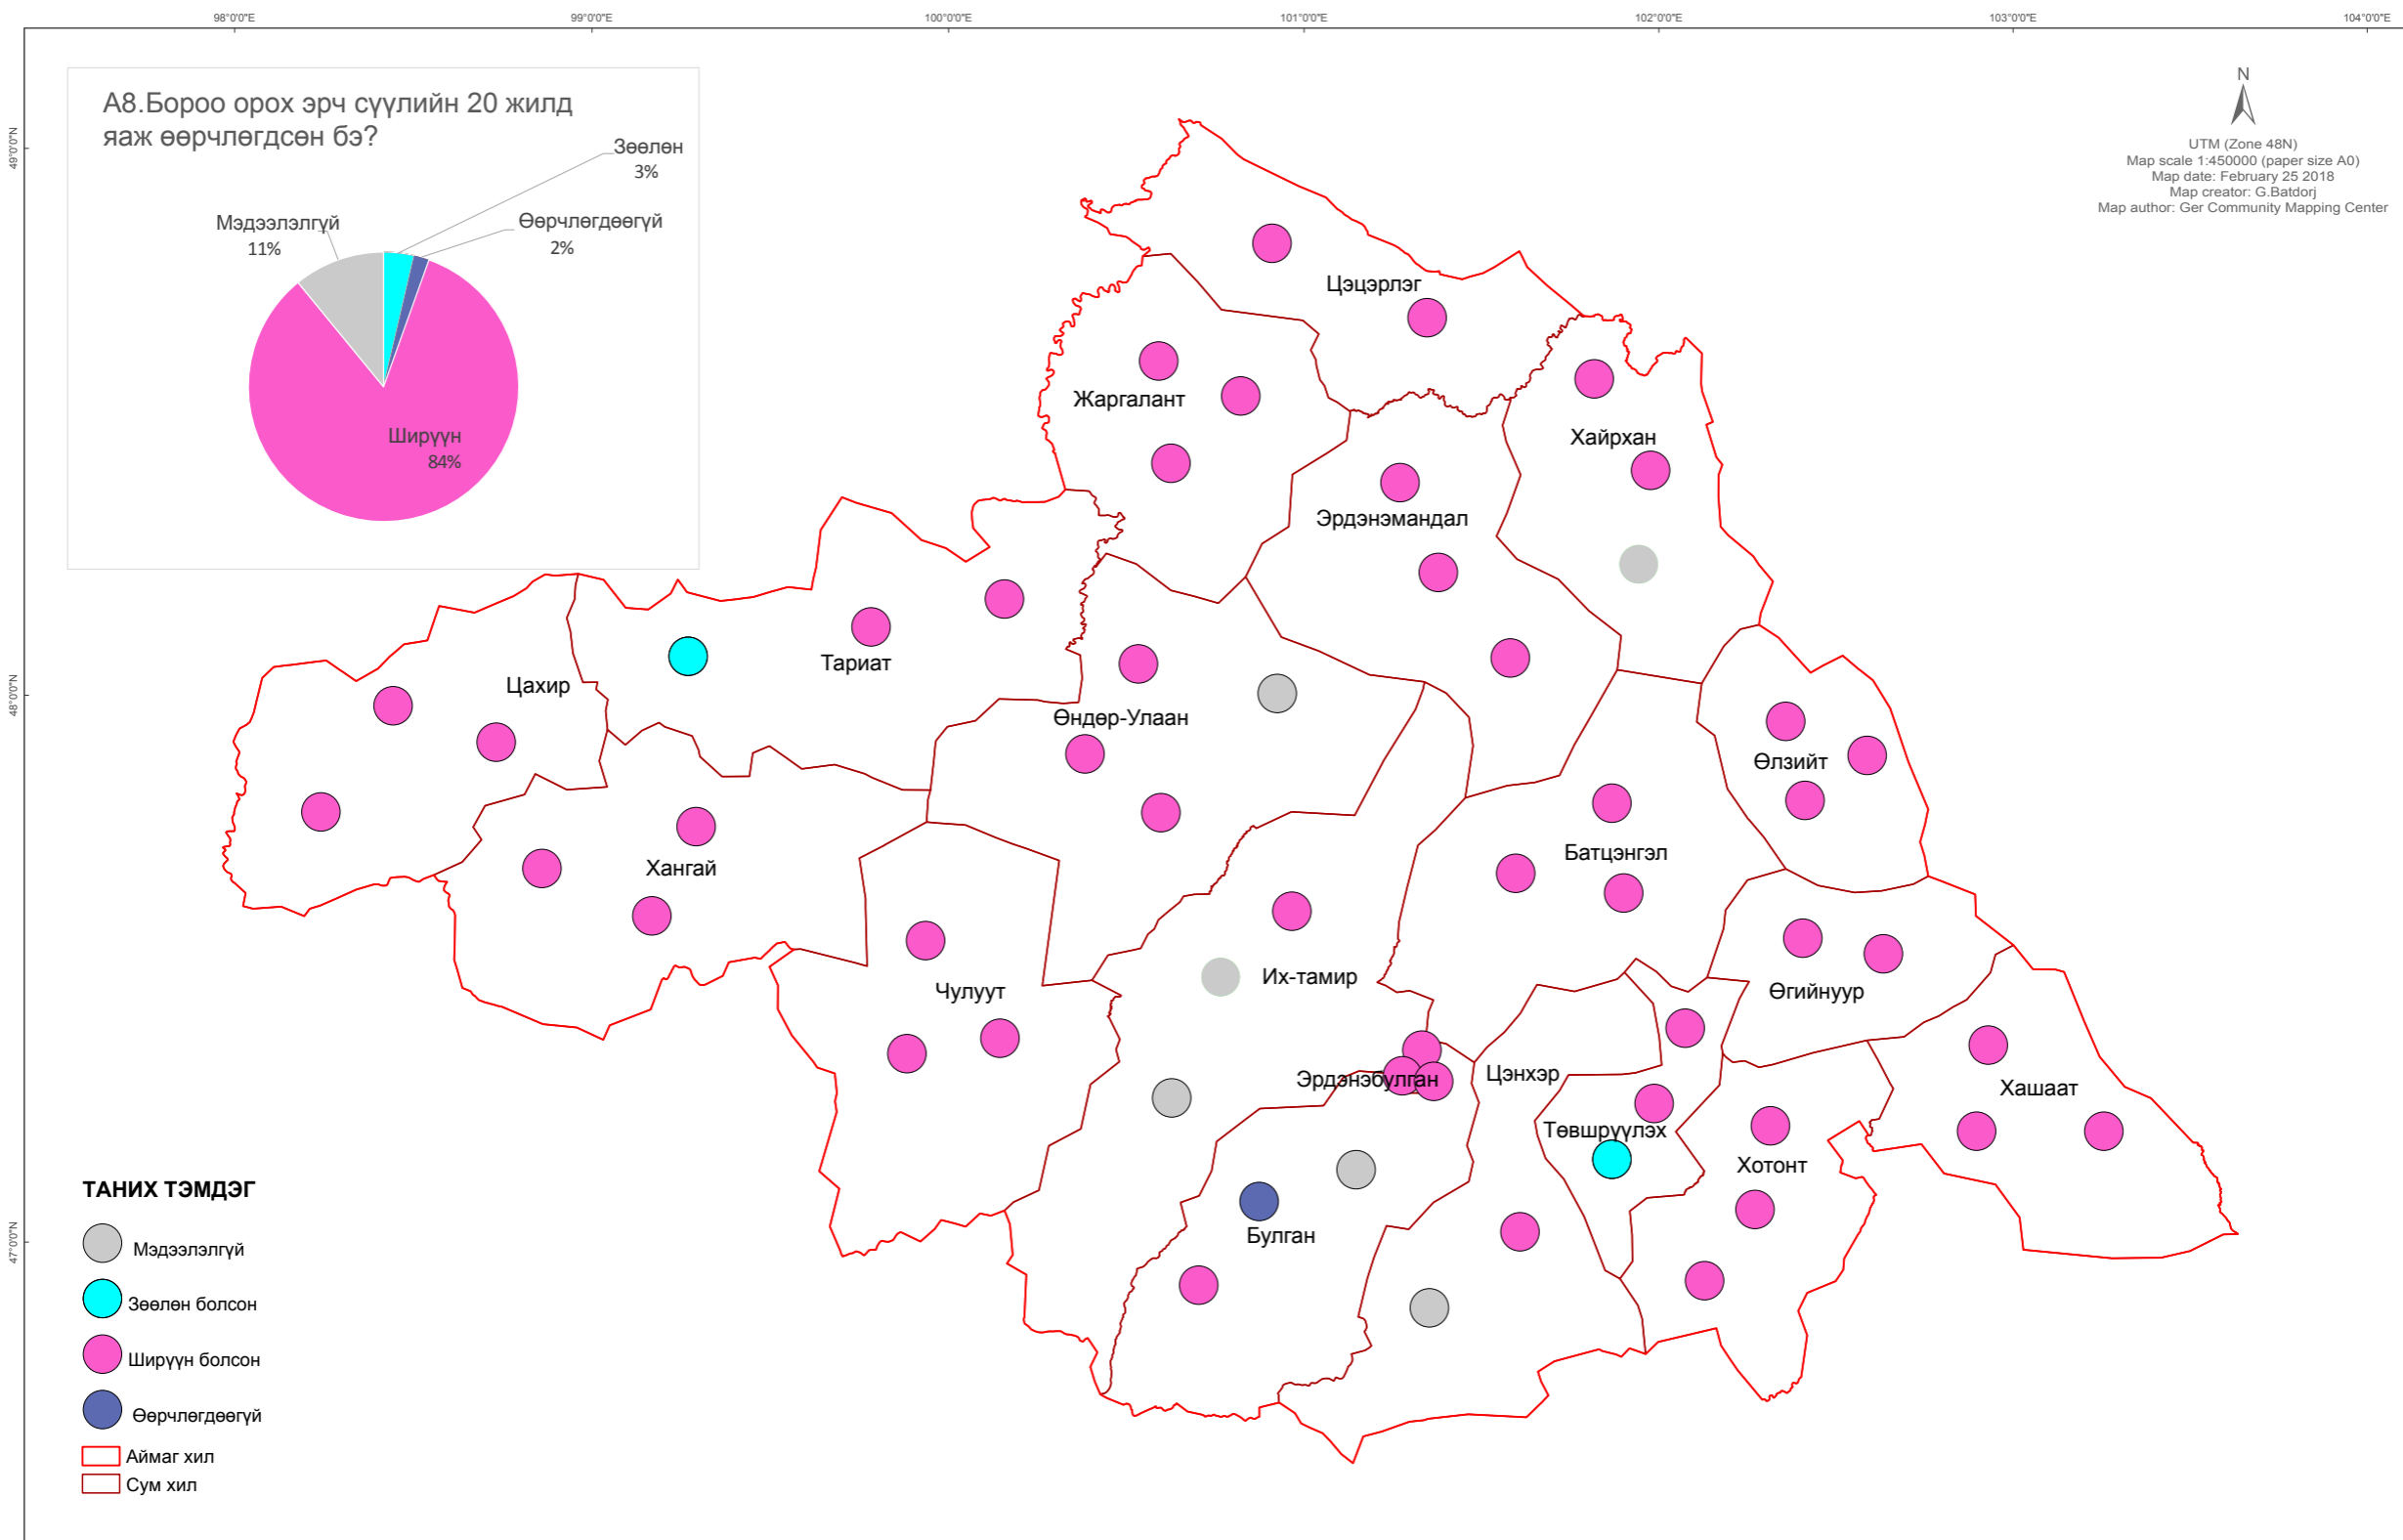 98°0'0"E
99°0'0"E
100°0'0"E
101°0'0"E
102°0'0"E
103°0'0"E
104°0'0"E
49°0'0"N
48°0'0"N
47°0'0"N
А8.Бороо орох эрч сүүлийн 20 жилд
яаж өөрчлөгдсөн бэ?
Зөөлөн
3%
Өөрчлөгдөөгүй
2%
Мэдээлэлгүй
11%
Ширүүн
84%
N
UTM (Zone 48N)
Map scale 1:450000 (paper size A0)
Map date: February 25 2018
Map creator: G.Batdorj
Map author: Ger Community Mapping Center
Цэцэрлэг
Жаргалант
Хайрхан
Эрдэнэмандал
Тариат
Цахир
Өндөр-Улаан
Өлзийт
Батцэнгэл
Хангай
Их-тамир
Чулуут
Өгийнуур
Эрдэнэбулган
Цэнхэр
Хашаат
Төвшрүүлэх
Хотонт
Булган
ТАНИХ ТЭМДЭГ
Мэдээлэлгүй
Зөөлөн болсон
Ширүүн болсон
Өөрчлөгдөөгүй
Аймаг хил
Сум хил